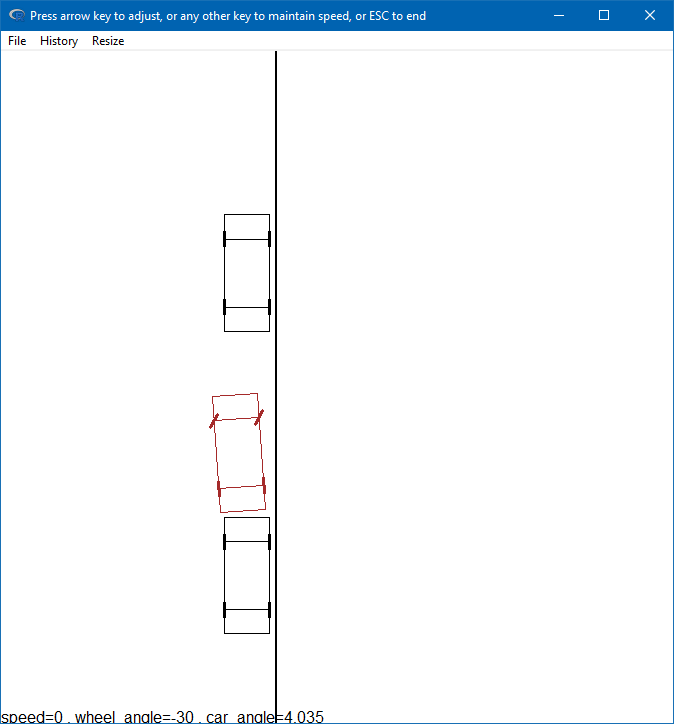 Press arrow key to adjust, or any other key to maintain speed, or ESC to end
File History Resize
speed=0 , wheel_angle=-30 , car_angle=4.035